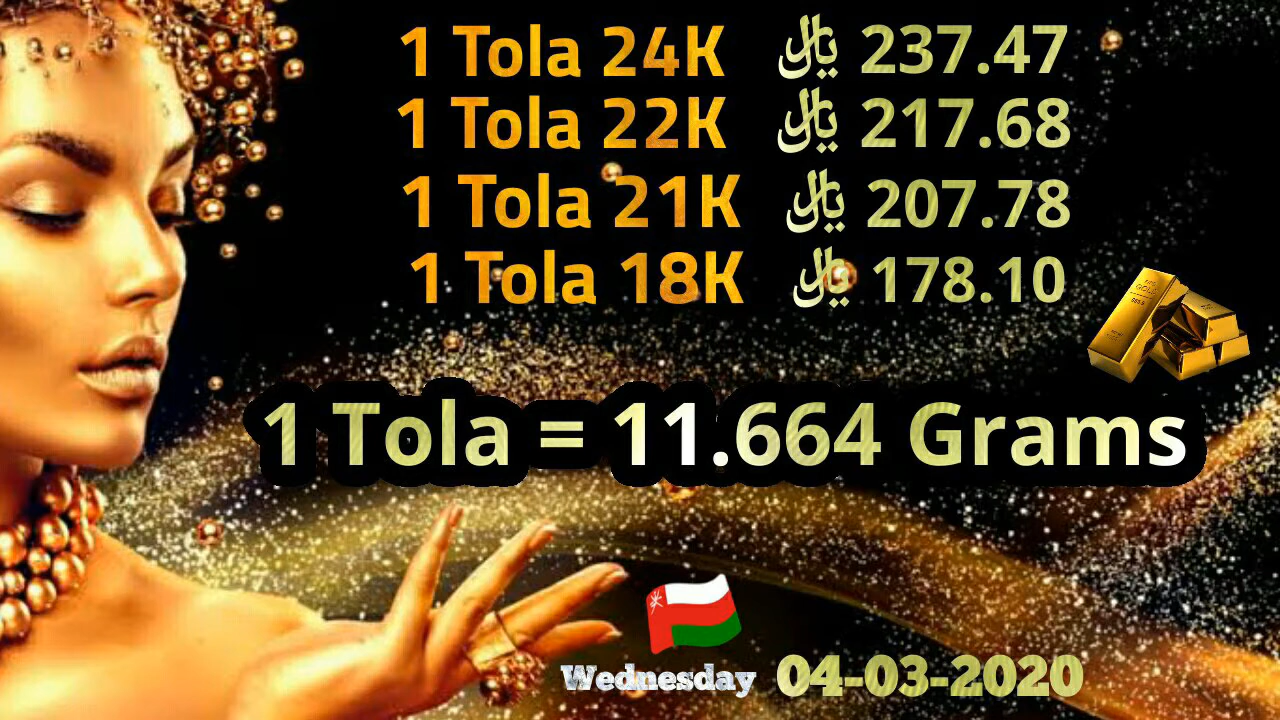 1 Tola 24K ﷼ 237.47
1 Tola 22K ﷼ 217.68
1 Tola 21K ﷼ 207.78
1 Tola 18K ﷼ 178.10
GOLD
1 Tola = 11.664 Grams
Wednesday 04-03-2020